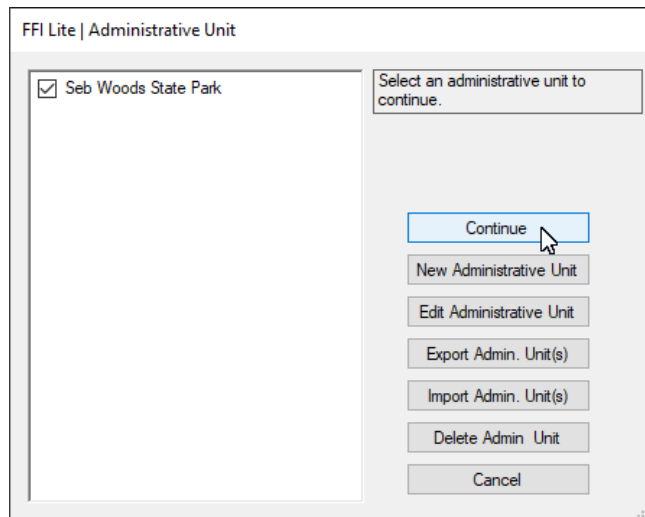 FFI Lite | Administrative Unit
Seb Woods State Park
Select an administrative unit to
continue.
Continue
New Administrative Unit
Edit Administrative Unit
Export Admin. Unit(s)
Import Admin. Unit(s)
Delete Admin  Unit
Cancel